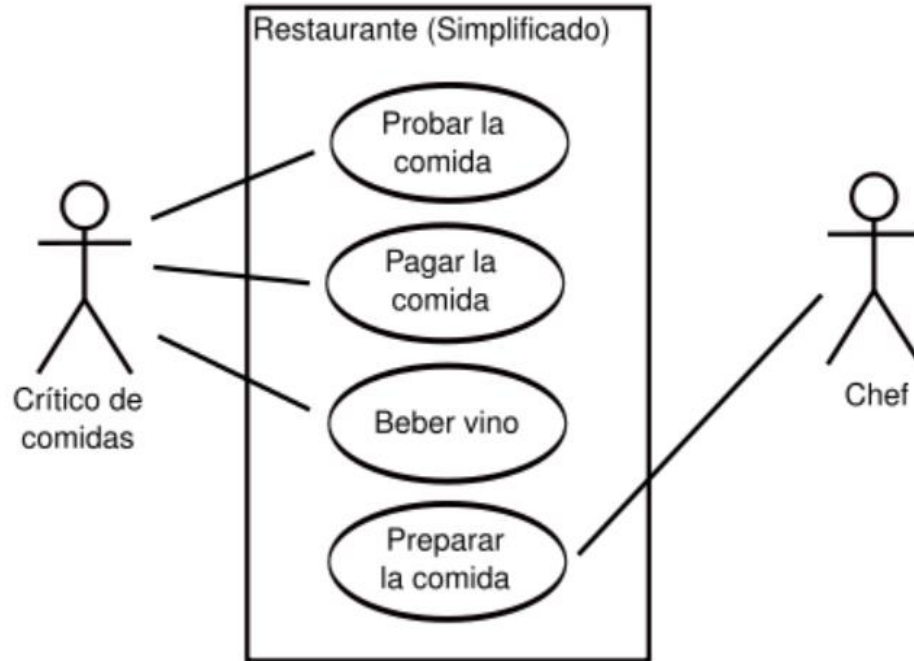 Restaurante (Simplificado)
Probar la
comida
Pagar la
comida
Beber vino
Preparar
la comida
Crítico de
comidas
Chef